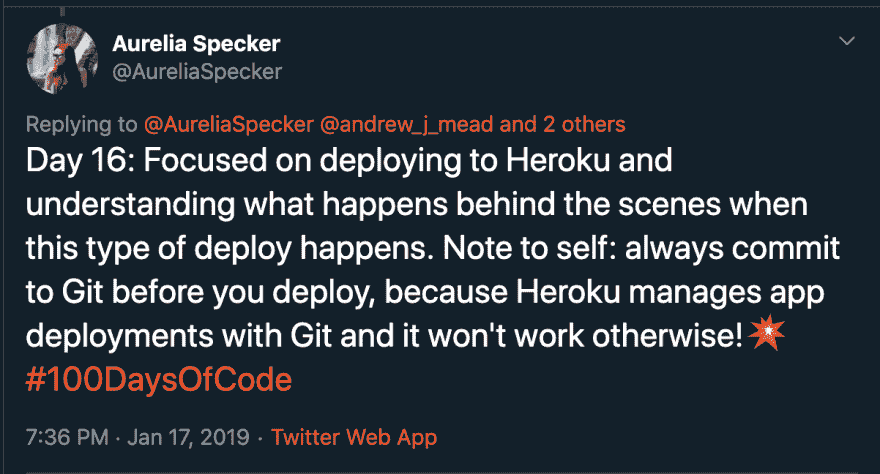 Aurelia Specker
@AureliaSpecker
Replying to @AureliaSpecker @andrew_j_mead and 2 others
Day 16: Focused on deploying to Heroku and
understanding what happens behind the scenes when
this type of deploy happens. Note to self: always commit
to Git before you deploy, because Heroku manages app
deployments with Git and it won't work otherwise!💥
#100DaysOfCode
7:36 PM · Jan 17, 2019 · Twitter Web App